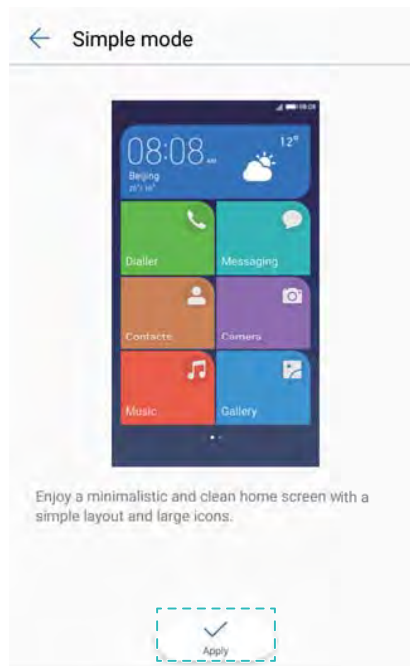 Simple mode
08:08 AM
12°
Beijing
Dialler
Messaging
Contacts
Camera
Music
Gallery
Enjoy a minimalistic and clean home screen with a
simple layout and large icons.
Apply